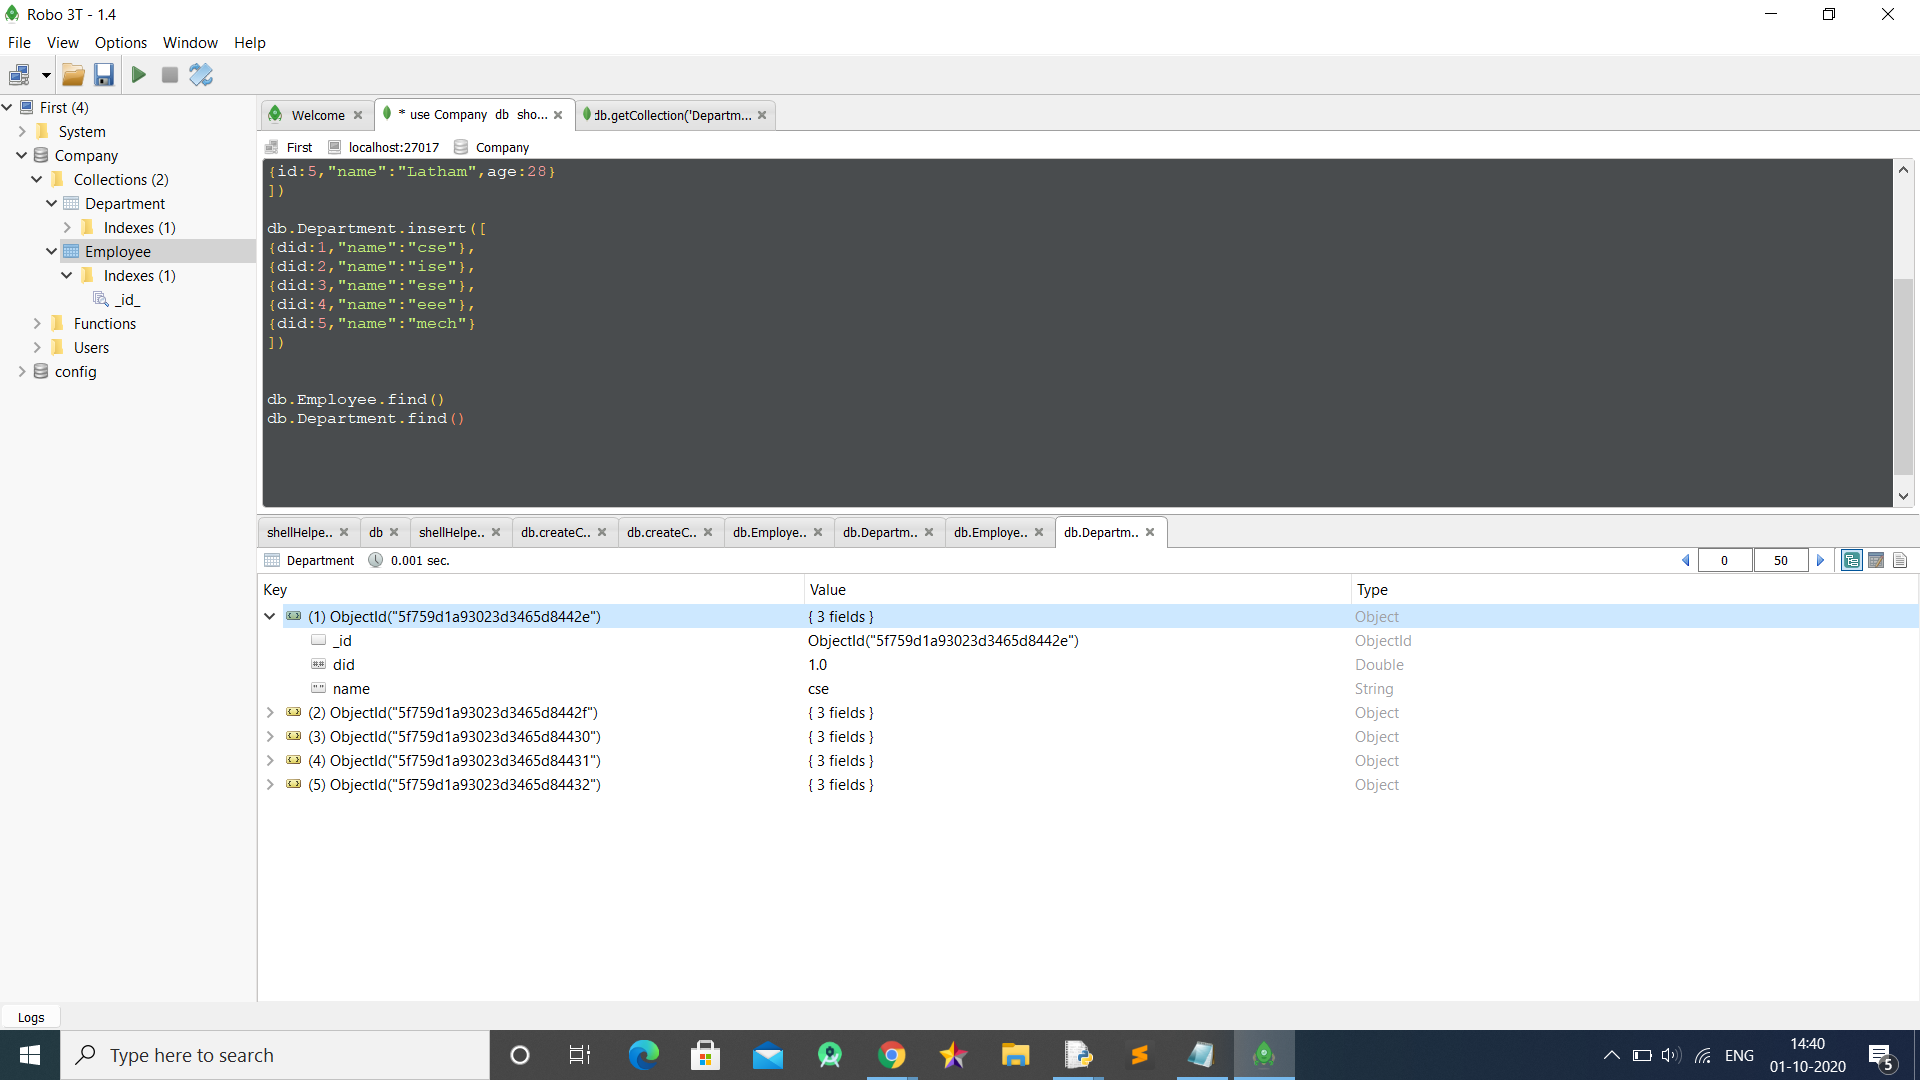 Robo 3T - 1.4
File View Options Window Help
First (4)
System
Company
Collections (2)
Department
Indexes (1)
Employee
Indexes (1)
_id_
Functions
Users
config
Welcome
* use Company db sho...
db.getCollection('Departm...
First localhost:27017 Company
{id:5,"name":"Latham",age:28}
])
db.Department.insert([
{did:1,"name":"cse"},
{did:2,"name":"ise"},
{did:3,"name":"ese"},
{did:4,"name":"eee"},
{did:5,"name":"mech"}
])
db.Employee.find()
db.Department.find()
shellHelpe.. db shellHelpe.. db.createC.. db.createC.. db.Employe.. db.Departm.. db.Employe.. db.Departm..
Department 0.001 sec. 0 50
Key Value Type
(1) ObjectId("5f759d1a93023d3465d8442e") { 3 fields } Object
_id ObjectId("5f759d1a93023d3465d8442e") ObjectId
did 1.0 Double
name cse String
(2) ObjectId("5f759d1a93023d3465d8442f") { 3 fields } Object
(3) ObjectId("5f759d1a93023d3465d84430") { 3 fields } Object
(4) ObjectId("5f759d1a93023d3465d84431") { 3 fields } Object
(5) ObjectId("5f759d1a93023d3465d84432") { 3 fields } Object
Logs
Type here to search
ENG
14:40
01-10-2020
5